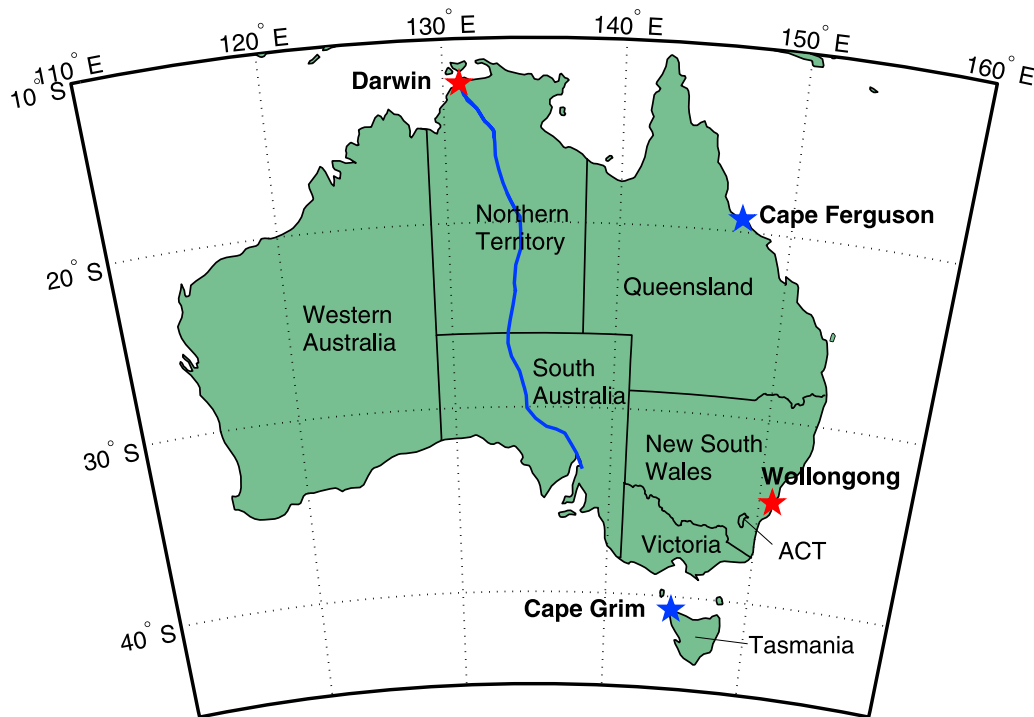 110° E
120° E
130° E
140° E
150° E
160° E
10° S
20° S
30° S
40° S
Darwin
Cape Ferguson
Northern
Territory
Queensland
Western
Australia
South
Australia
New South
Wales
Wollongong
Victoria
ACT
Cape Grim
Tasmania